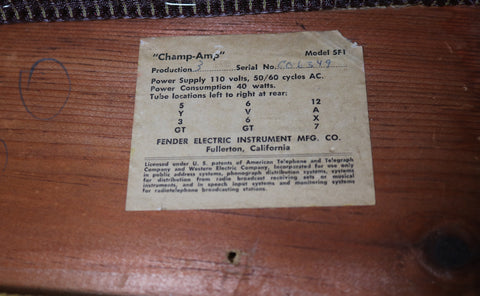 "Champ-Amp" Model 5F1
Production 3 Serial No. C06549
Power Supply 110 volts, 50/60 cycles AC.
Power Consumption 40 watts.
Tube locations left to right at rear:
5 6 12
Y V A
3 6 X
GT GT 7
FENDER ELECTRIC INSTRUMENT MFG. CO.
Fullerton, California
Licensed under U. S. patents of American Telephone and Telegraph
Company and Western Electric Company, Incorporated for use only
in public address systems, phonograph distribution systems, systems
for distribution from radio broadcast receiving sets or musical
instruments, and in speech input systems and monitoring systems
for radiotelephone broadcasting stations.